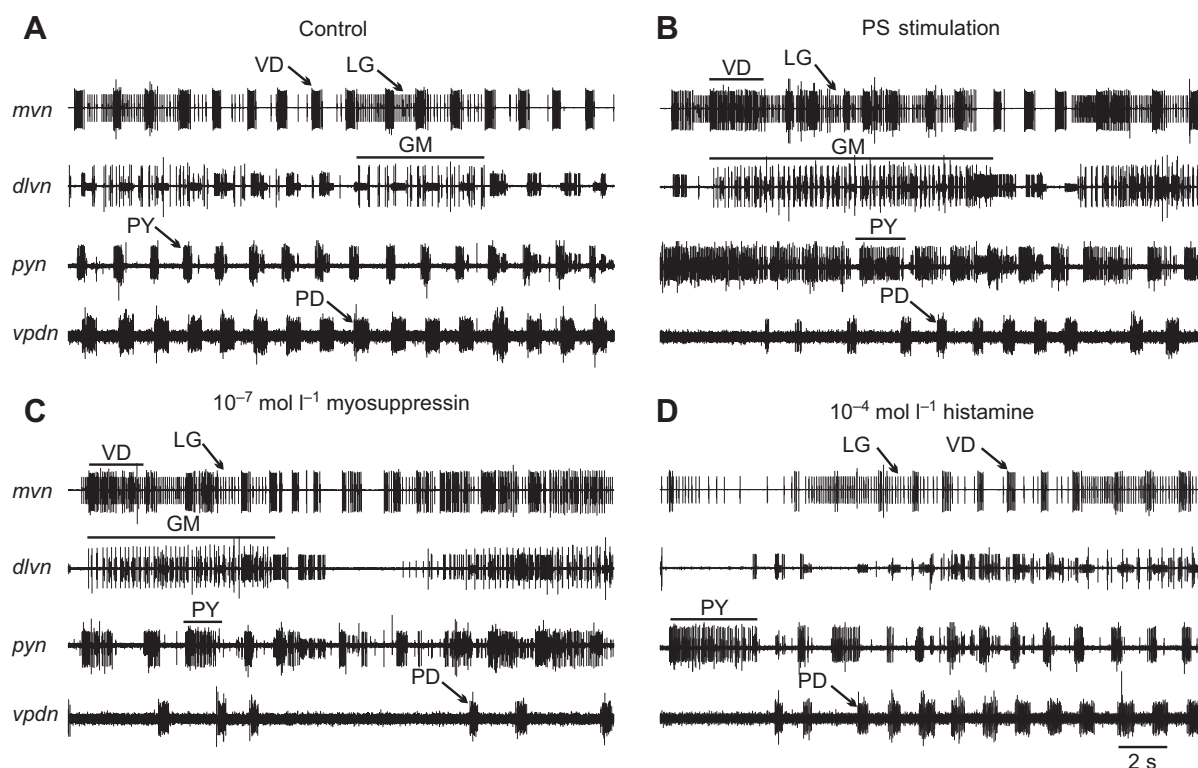 A
Control
VD
LG
mvn
GM
dlvn
PY
pyn
PD
vpdn
B
PS stimulation
VD
LG
GM
PY
PD
C
10⁻⁷ mol l⁻¹ myosuppressin
VD
LG
mvn
GM
dlvn
PY
pyn
PD
vpdn
D
10⁻⁴ mol l⁻¹ histamine
LG
VD
PY
PD
2 s